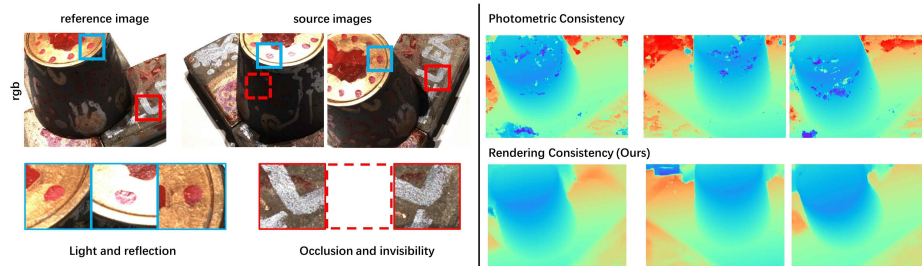 reference image
source images
rgb
Light and reflection
Occlusion and invisibility
Photometric Consistency
Rendering Consistency (Ours)